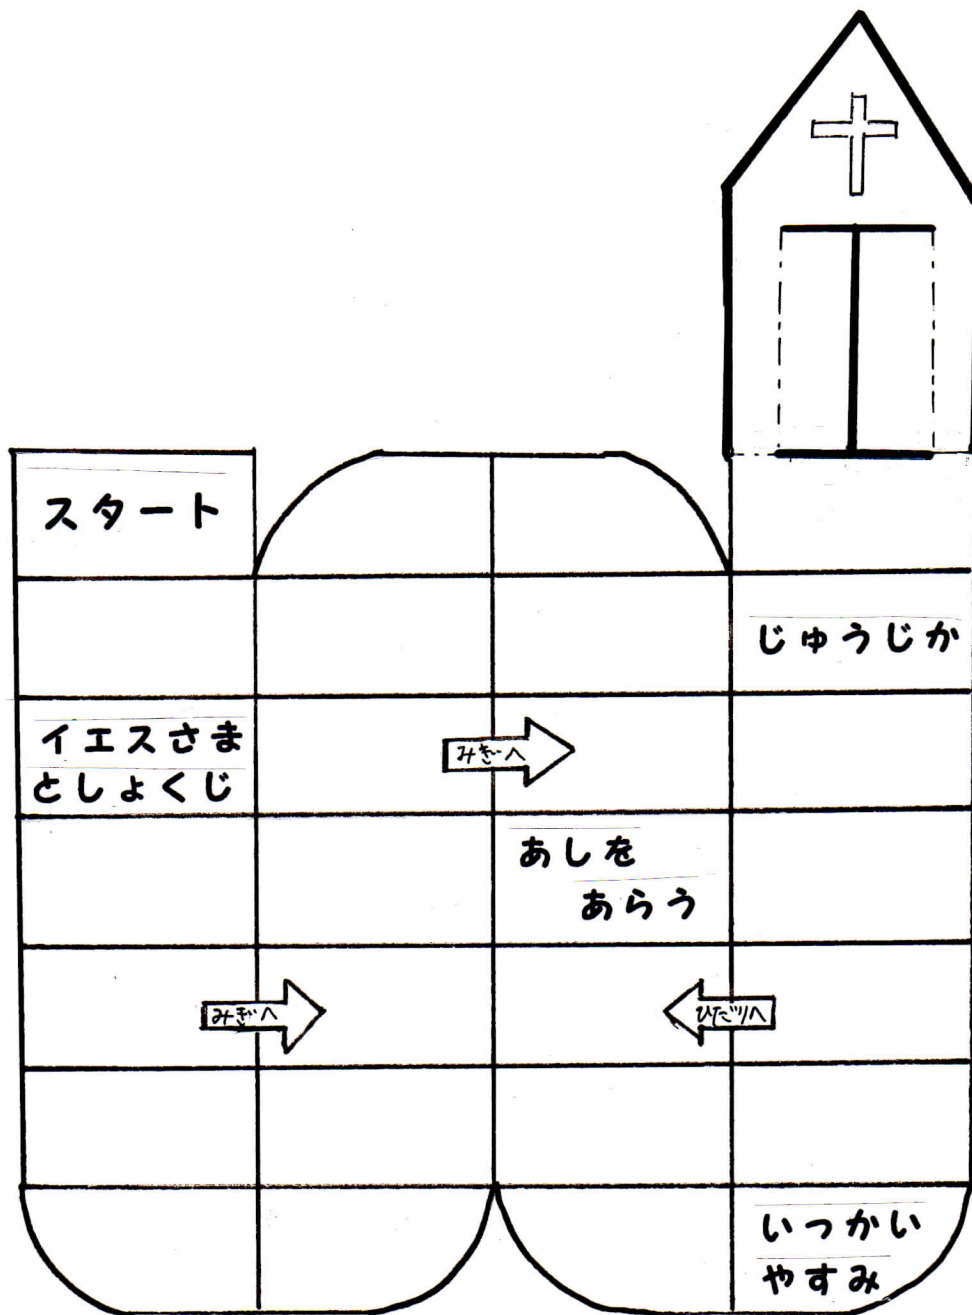 スタート
じゅうじか
イエスさま
としょくじ
みぎへ
あしを
あらう
みぎへ
ひだりへ
いっかい
やすみ